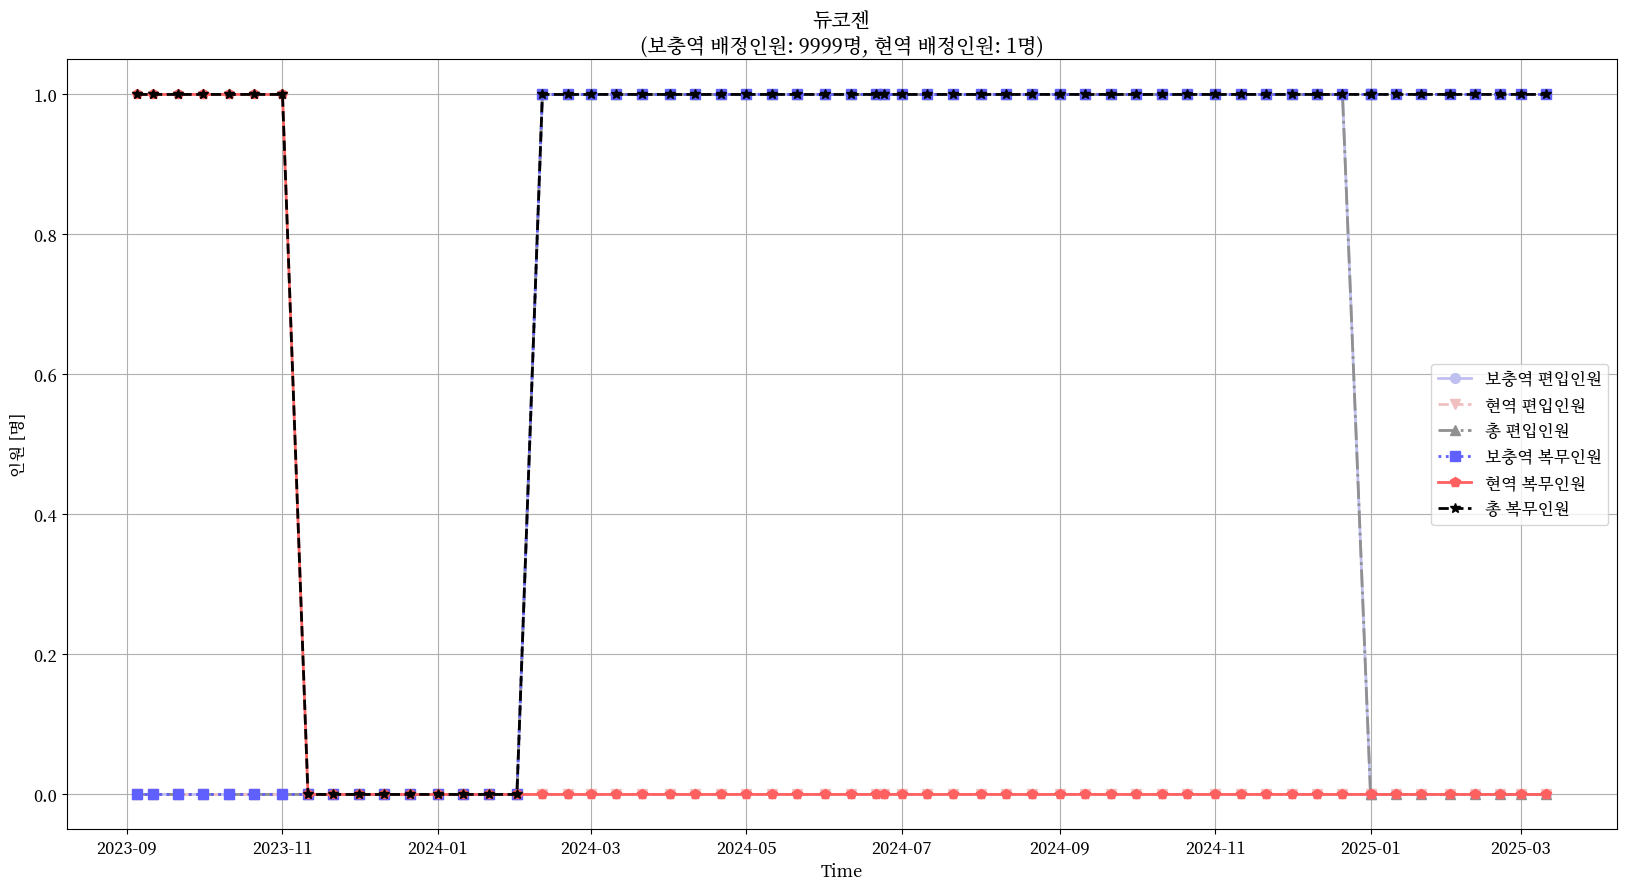 듀코젠
(보충역 배정인원: 9999명, 현역 배정인원: 1명)
인원 [명]
1.0
0.8
0.6
0.4
0.2
0.0
보충역 편입인원
현역 편입인원
총 편입인원
보충역 복무인원
현역 복무인원
총 복무인원
2023-09 2023-11 2024-01 2024-03 2024-05 2024-07 2024-09 2024-11 2025-01 2025-03
Time